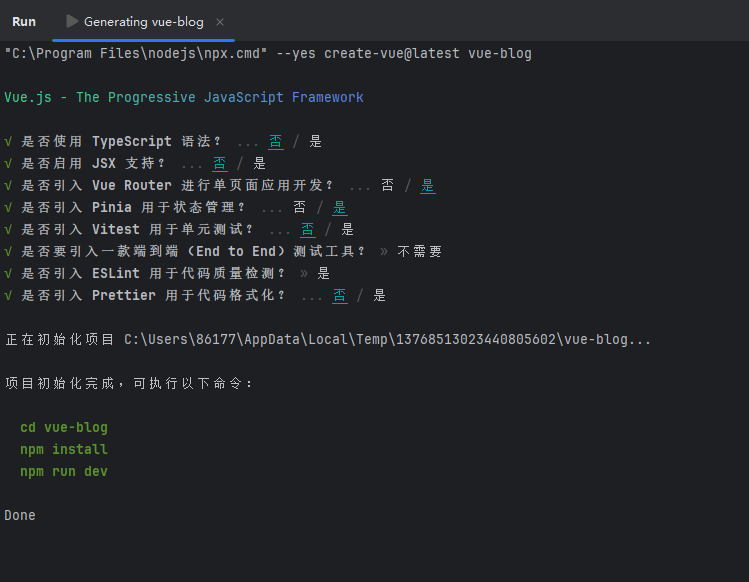 Run Generating vue-blog ×
"C:\Program Files\nodejs\npx.cmd" --yes create-vue@latest vue-blog
Vue.js - The Progressive JavaScript Framework
√ 是否使用 TypeScript 语法？ ... 否 / 是
√ 是否启用 JSX 支持？ ... 否 / 是
√ 是否引入 Vue Router 进行单页面应用开发？ ... 否 / 是
√ 是否引入 Pinia 用于状态管理？ ... 否 / 是
√ 是否引入 Vitest 用于单元测试？ ... 否 / 是
√ 是否要引入一款端到端（End to End）测试工具？ » 不需要
√ 是否引入 ESLint 用于代码质量检测？ » 是
√ 是否引入 Prettier 用于代码格式化？ ... 否 / 是
正在初始化项目 C:\Users\86177\AppData\Local\Temp\13768513023440805602\vue-blog...
项目初始化完成，可执行以下命令：
cd vue-blog
npm install
npm run dev
Done